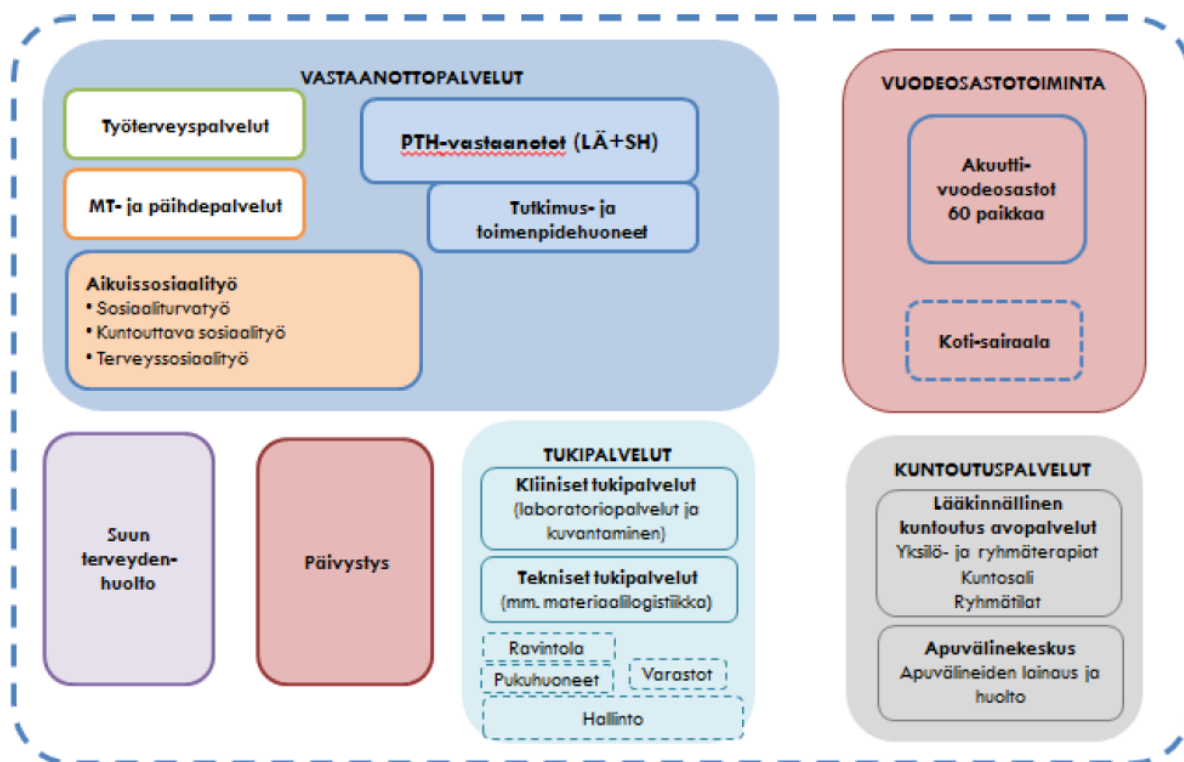 VASTAANOTTOPALVELUT
Työterveyspalvelut
MT- ja päihdepalvelut
PTH-vastaanotot (LÄ+SH)
Tutkimus- ja
toimenpidehuoneet
Aikuissosiaalityö
• Sosiaaliturvatyö
• Kuntouttava sosiaalityö
• Terveyssosiaalityö
VUODEOSASTOTOIMINTA
Akuutti-
vuodeosastot
60 paikkaa
Koti-sairaala
Suun
terveyden-
huolto
Päivystys
TUKIPALVELUT
Kliiniset tukipalvelut
(laboratoriopalvelut ja
kuvantaminen)
Tekniset tukipalvelut
(mm. materiaalilogistiikka)
Ravintola
Pukuhuoneet
Varastot
Hallinto
KUNTOUTUSPALVELUT
Lääkinnällinen
kuntoutus avopalvelut
Yksilö- ja ryhmäterapiat
Kuntosali
Ryhmätilat
Apuvälinekeskus
Apuvälineiden lainaus ja
huolto